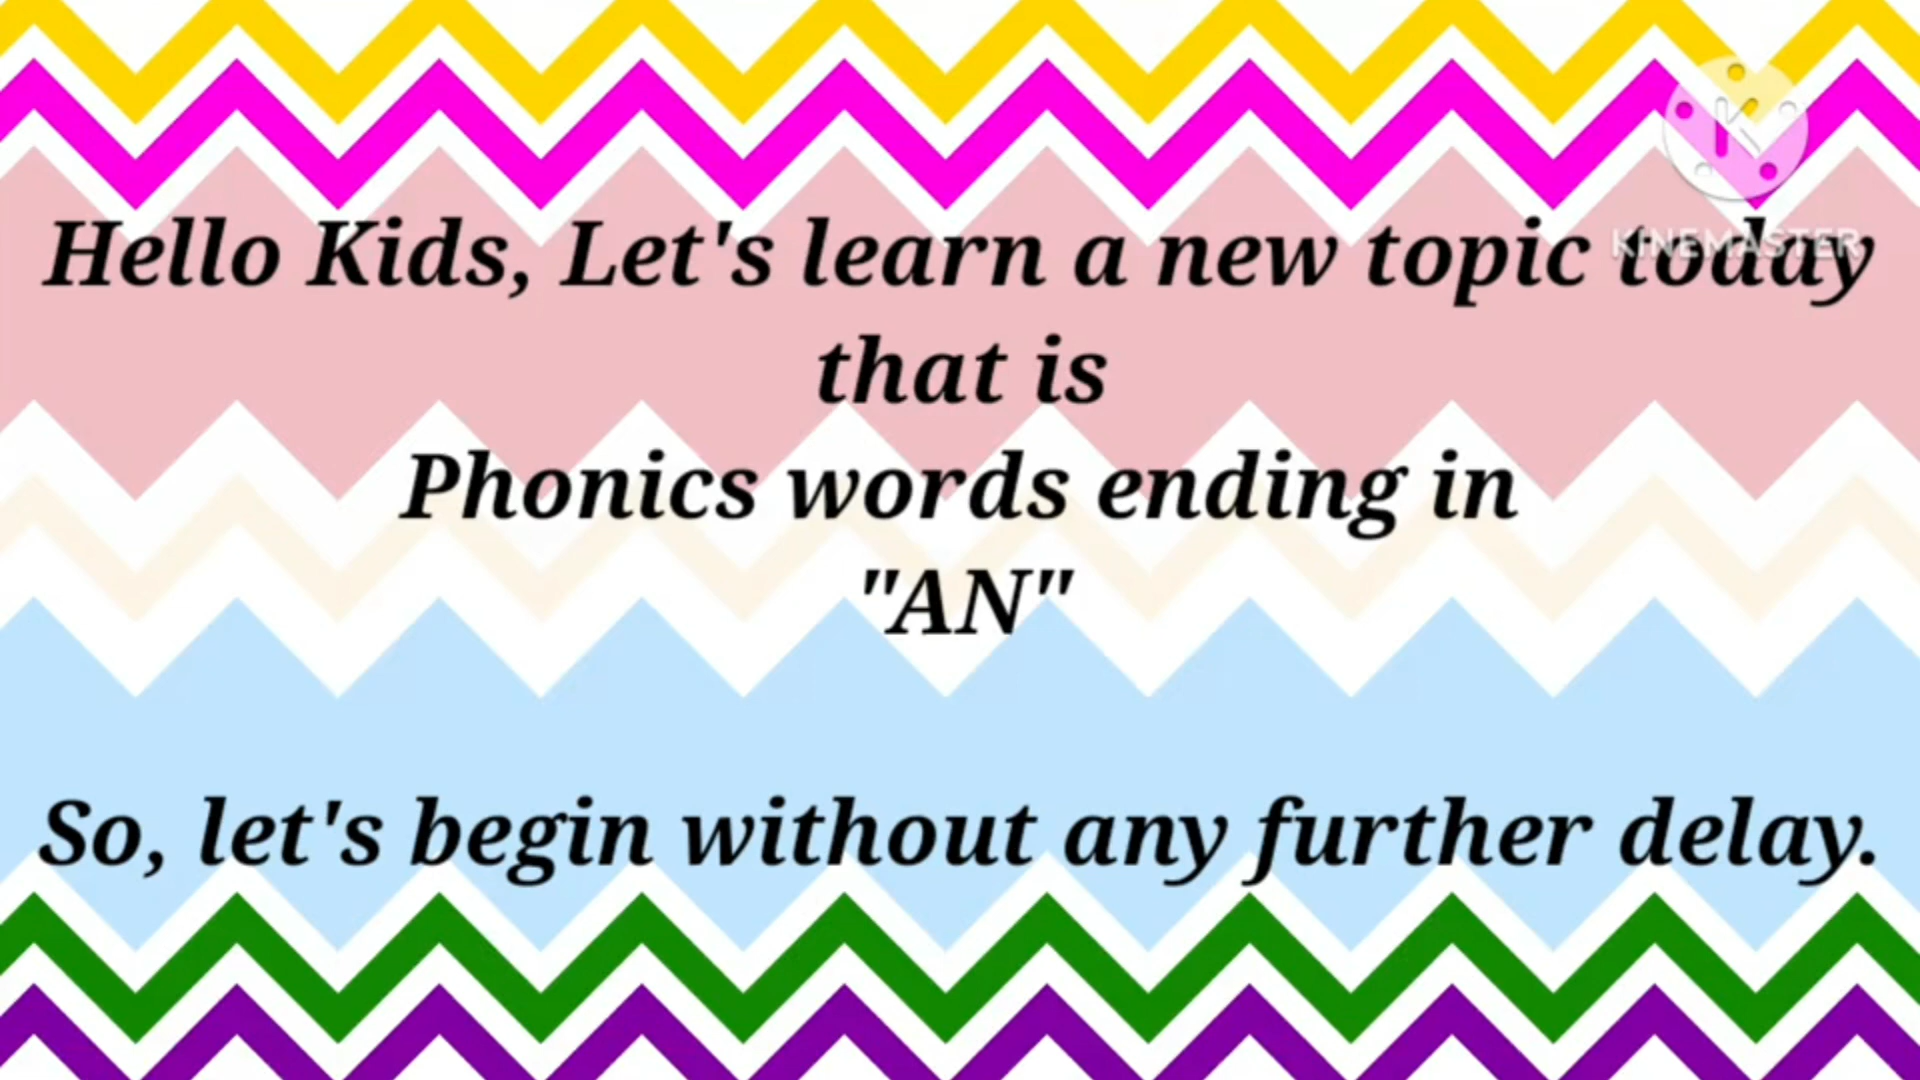 Hello Kids, Let's learn a new topic today
that is
Phonics words ending in
"AN"
So, let's begin without any further delay.
KINEMASTER